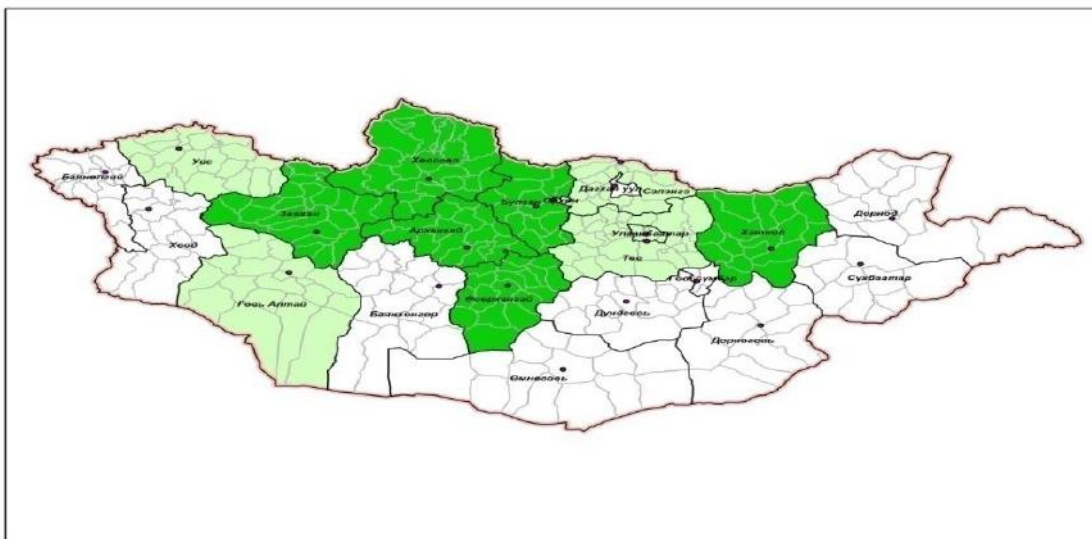 Увс
Хөвсгөл
Баян-Өлгий
Дархан уул
Сэлэнгэ
Булган
Завхан
Дорнод
Ховд
Архангай
Улаанбаатар
Хэнтий
Төв
Сүхбаатар
Говь Алтай
Өвөрхангай
Баянхонгор
Дундговь
Дорноговь
Өмнөговь